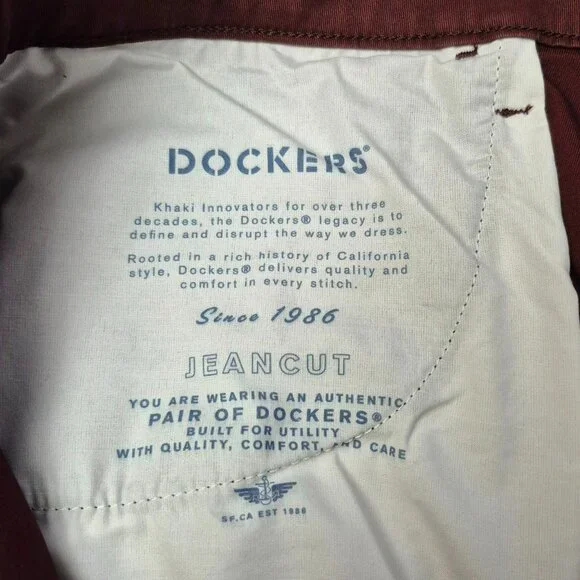 DOCKERS®
Khaki Innovators for over three
decades, the Dockers® legacy is to
define and disrupt the way we dress.
Rooted in a rich history of California
style, Dockers® delivers quality and
comfort in every stitch.
Since 1986
JEANCUT
YOU ARE WEARING AN AUTHENTIC
PAIR OF DOCKERS®
BUILT FOR UTILITY
WITH QUALITY, COMFORT, AND CARE
SF.CA EST 1986